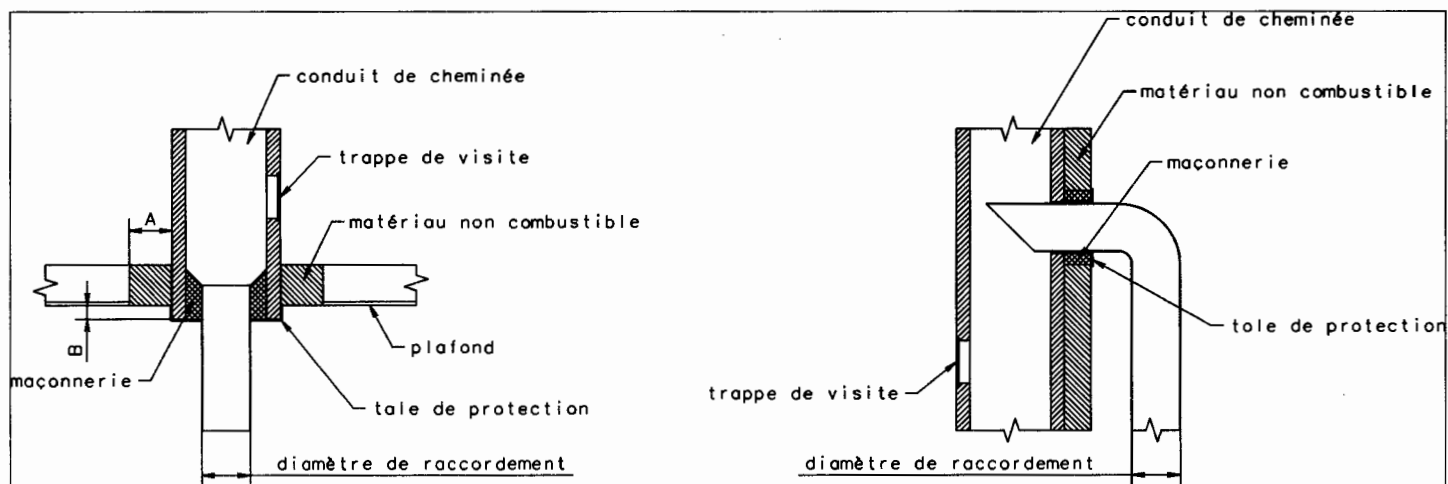 conduit de cheminée
trappe de visite
A
matériau non combustible
B
plafond
maçonnerie
tale de protection
diamètre de raccordement
conduit de cheminée
matériau non combustible
maçonnerie
tole de protection
trappe de visite
diamètre de raccordement